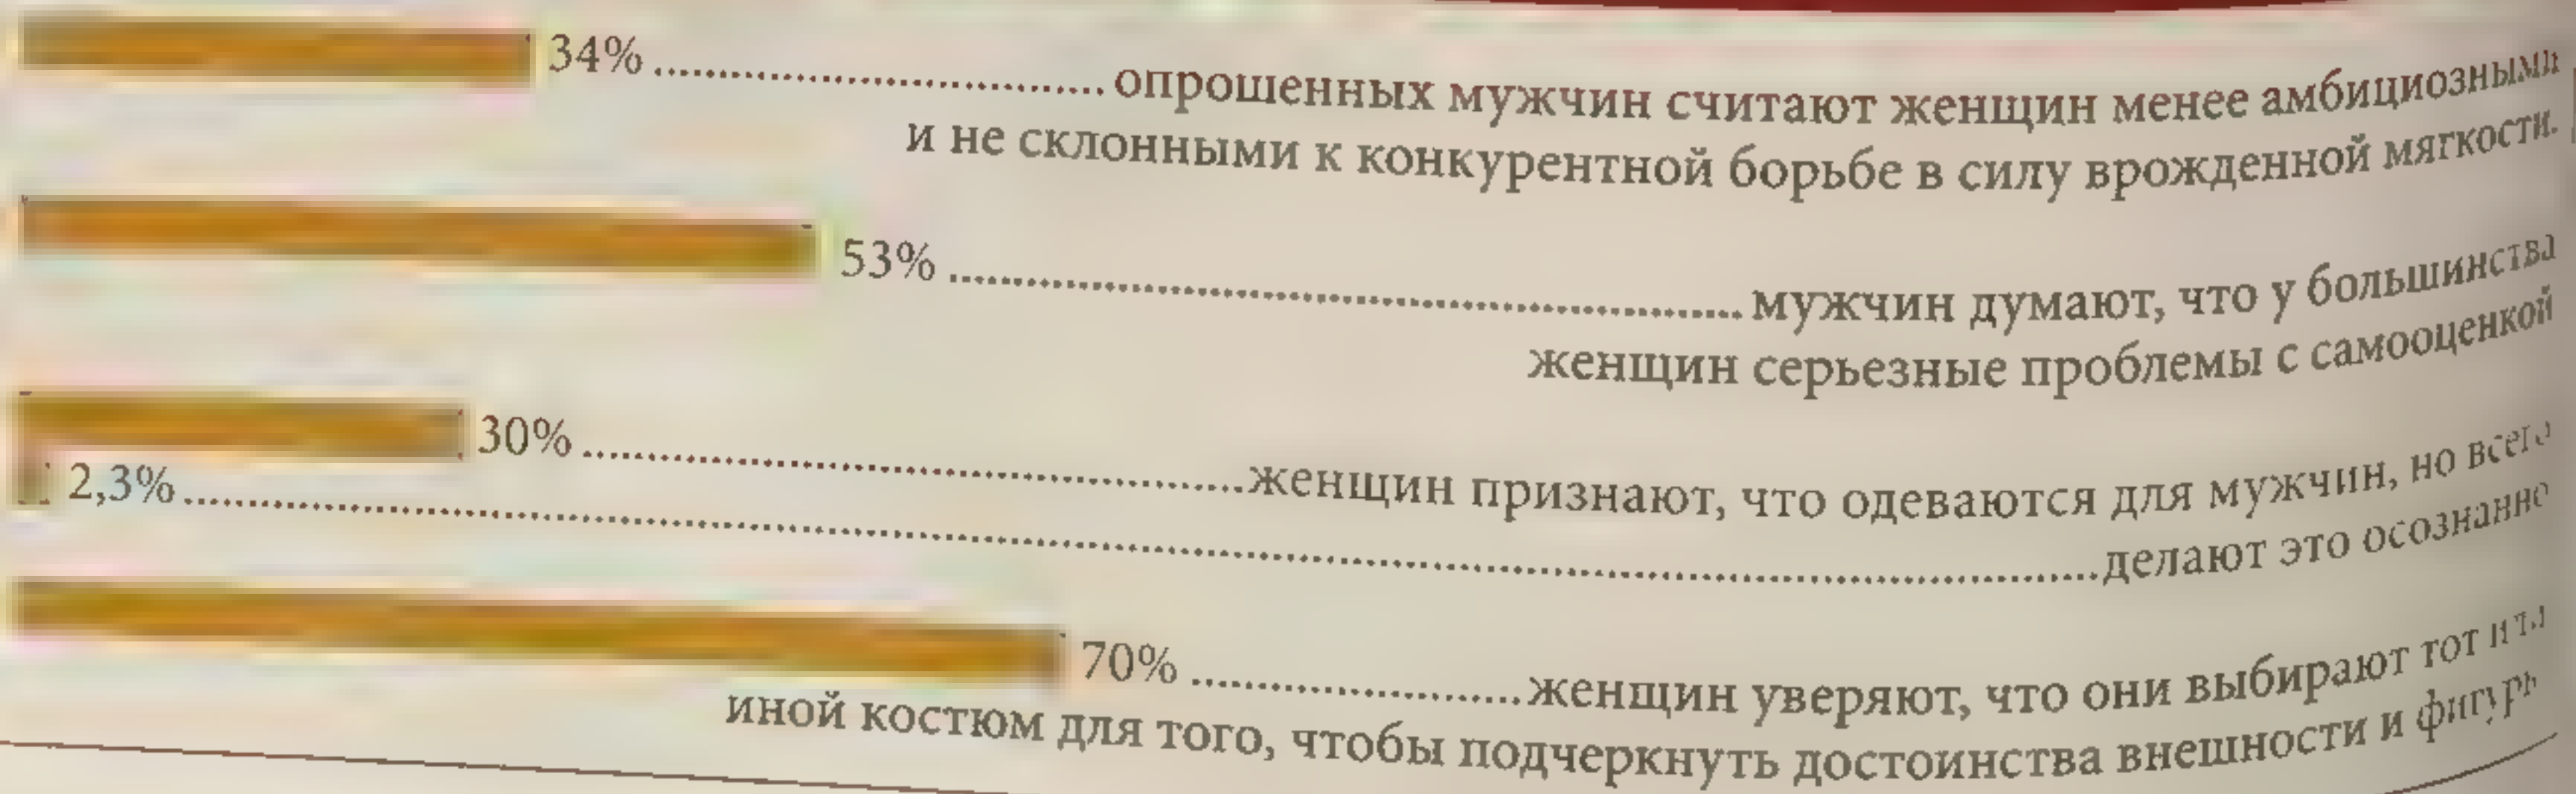 34% ........ опрошенных мужчин считают женщин менее амбициозными
и не склонными к конкурентной борьбе в силу врожденной мягкости.
53% ........ мужчин думают, что у большинства
женщин серьезные проблемы с самооценкой
30% ........ женщин признают, что одеваются для мужчин, но всего
2,3% ........ делают это осознанно
70% ........ женщин уверяют, что они выбирают тот
иной костюм для того, чтобы подчеркнуть достоинства внешности и